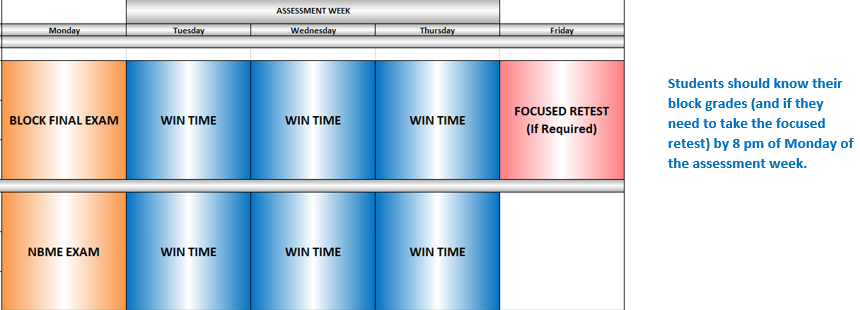 ASSESSMENT WEEK
Monday Tuesday Wednesday Thursday Friday
BLOCK FINAL EXAM WIN TIME WIN TIME WIN TIME FOCUSED RETEST
(If Required)
NBME EXAM WIN TIME WIN TIME WIN TIME
Students should know their
block grades (and if they
need to take the focused
retest) by 8 pm of Monday of
the assessment week.